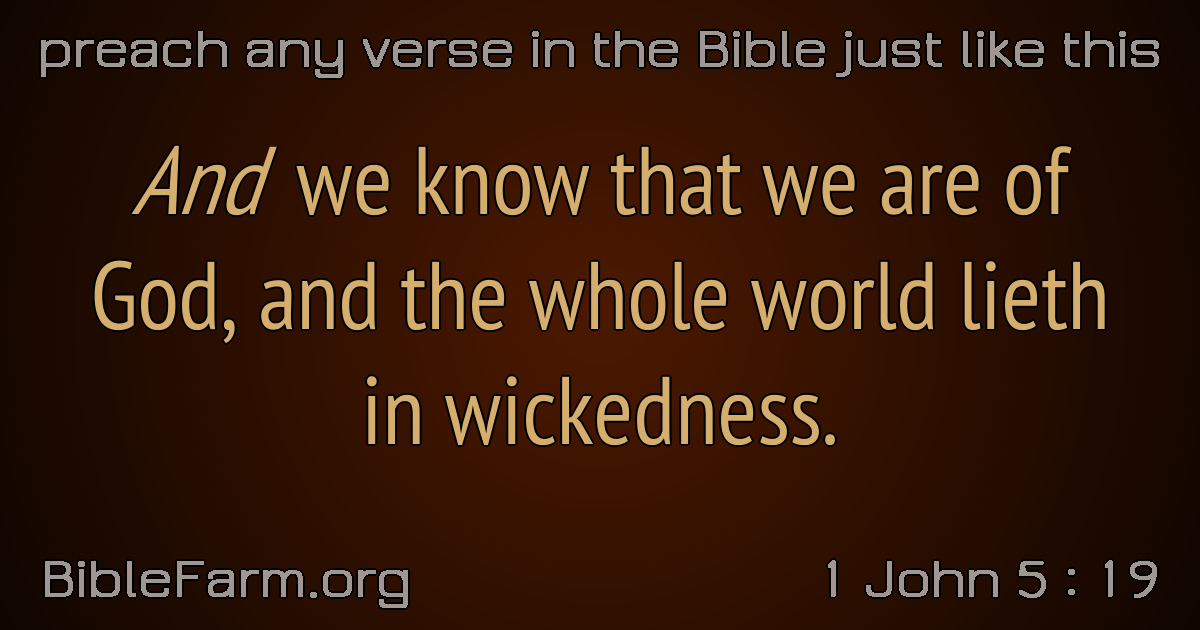 preach any verse in the Bible just like this
And we know that we are of
God, and the whole world lieth
in wickedness.
BibleFarm.org
1 John 5 : 19